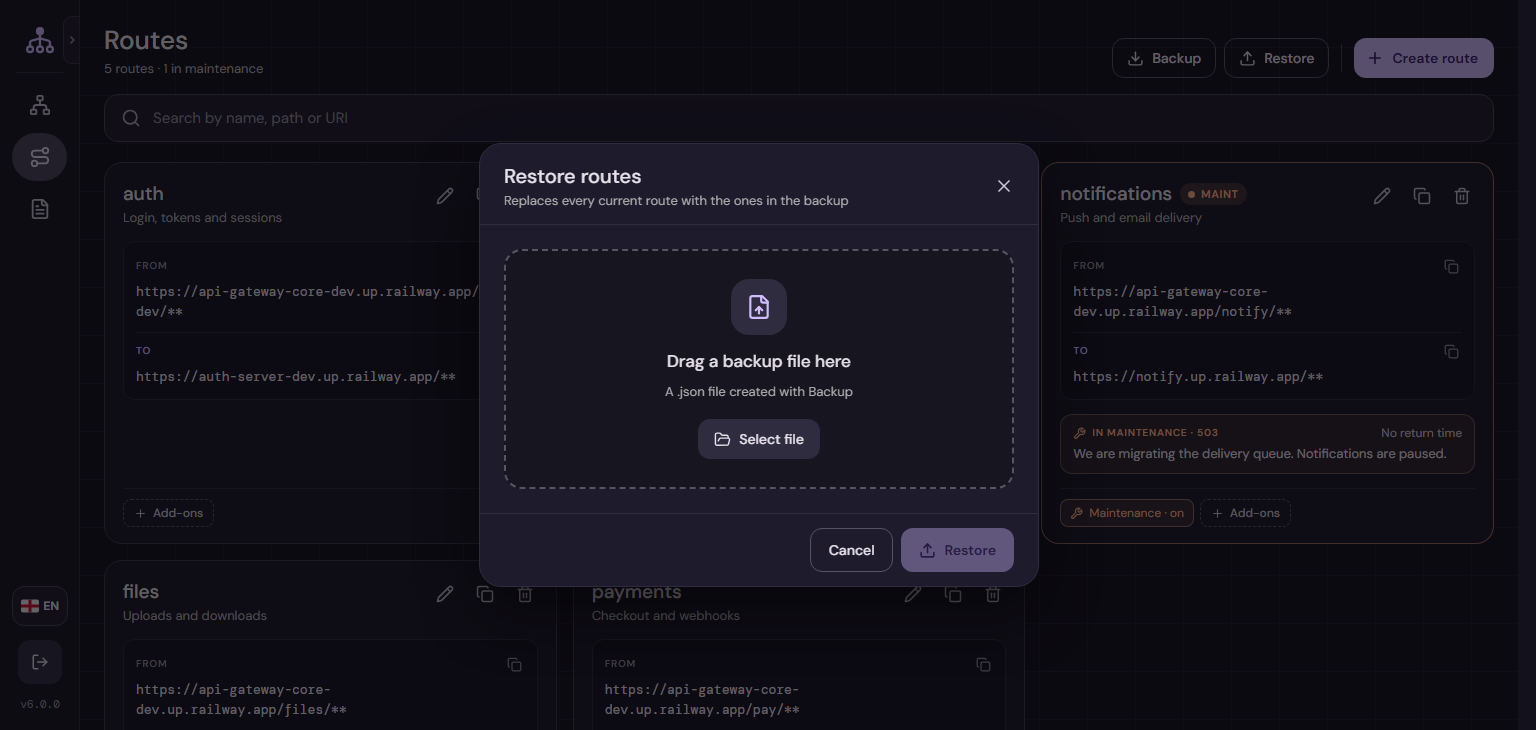 Routes
5 routes · 1 in maintenance
Backup
Restore
Create route
Search by name, path or URI
auth
Login, tokens and sessions
FROM
https://api-gateway-core-dev.up.railway.app/
dev/**
TO
https://auth-server-dev.up.railway.app/**
Add-ons
Restore routes
Replaces every current route with the ones in the backup
Drag a backup file here
A .json file created with Backup
Select file
Cancel
Restore
notifications
MAINT
Push and email delivery
FROM
https://api-gateway-core-
dev.up.railway.app/notify/**
TO
https://notify.up.railway.app/**
IN MAINTENANCE · 503
No return time
We are migrating the delivery queue. Notifications are paused.
Maintenance · on
Add-ons
files
Uploads and downloads
FROM
https://api-gateway-core-
dev.up.railway.app/files/**
payments
Checkout and webhooks
FROM
https://api-gateway-core-
dev.up.railway.app/pay/**
EN
v6.0.0